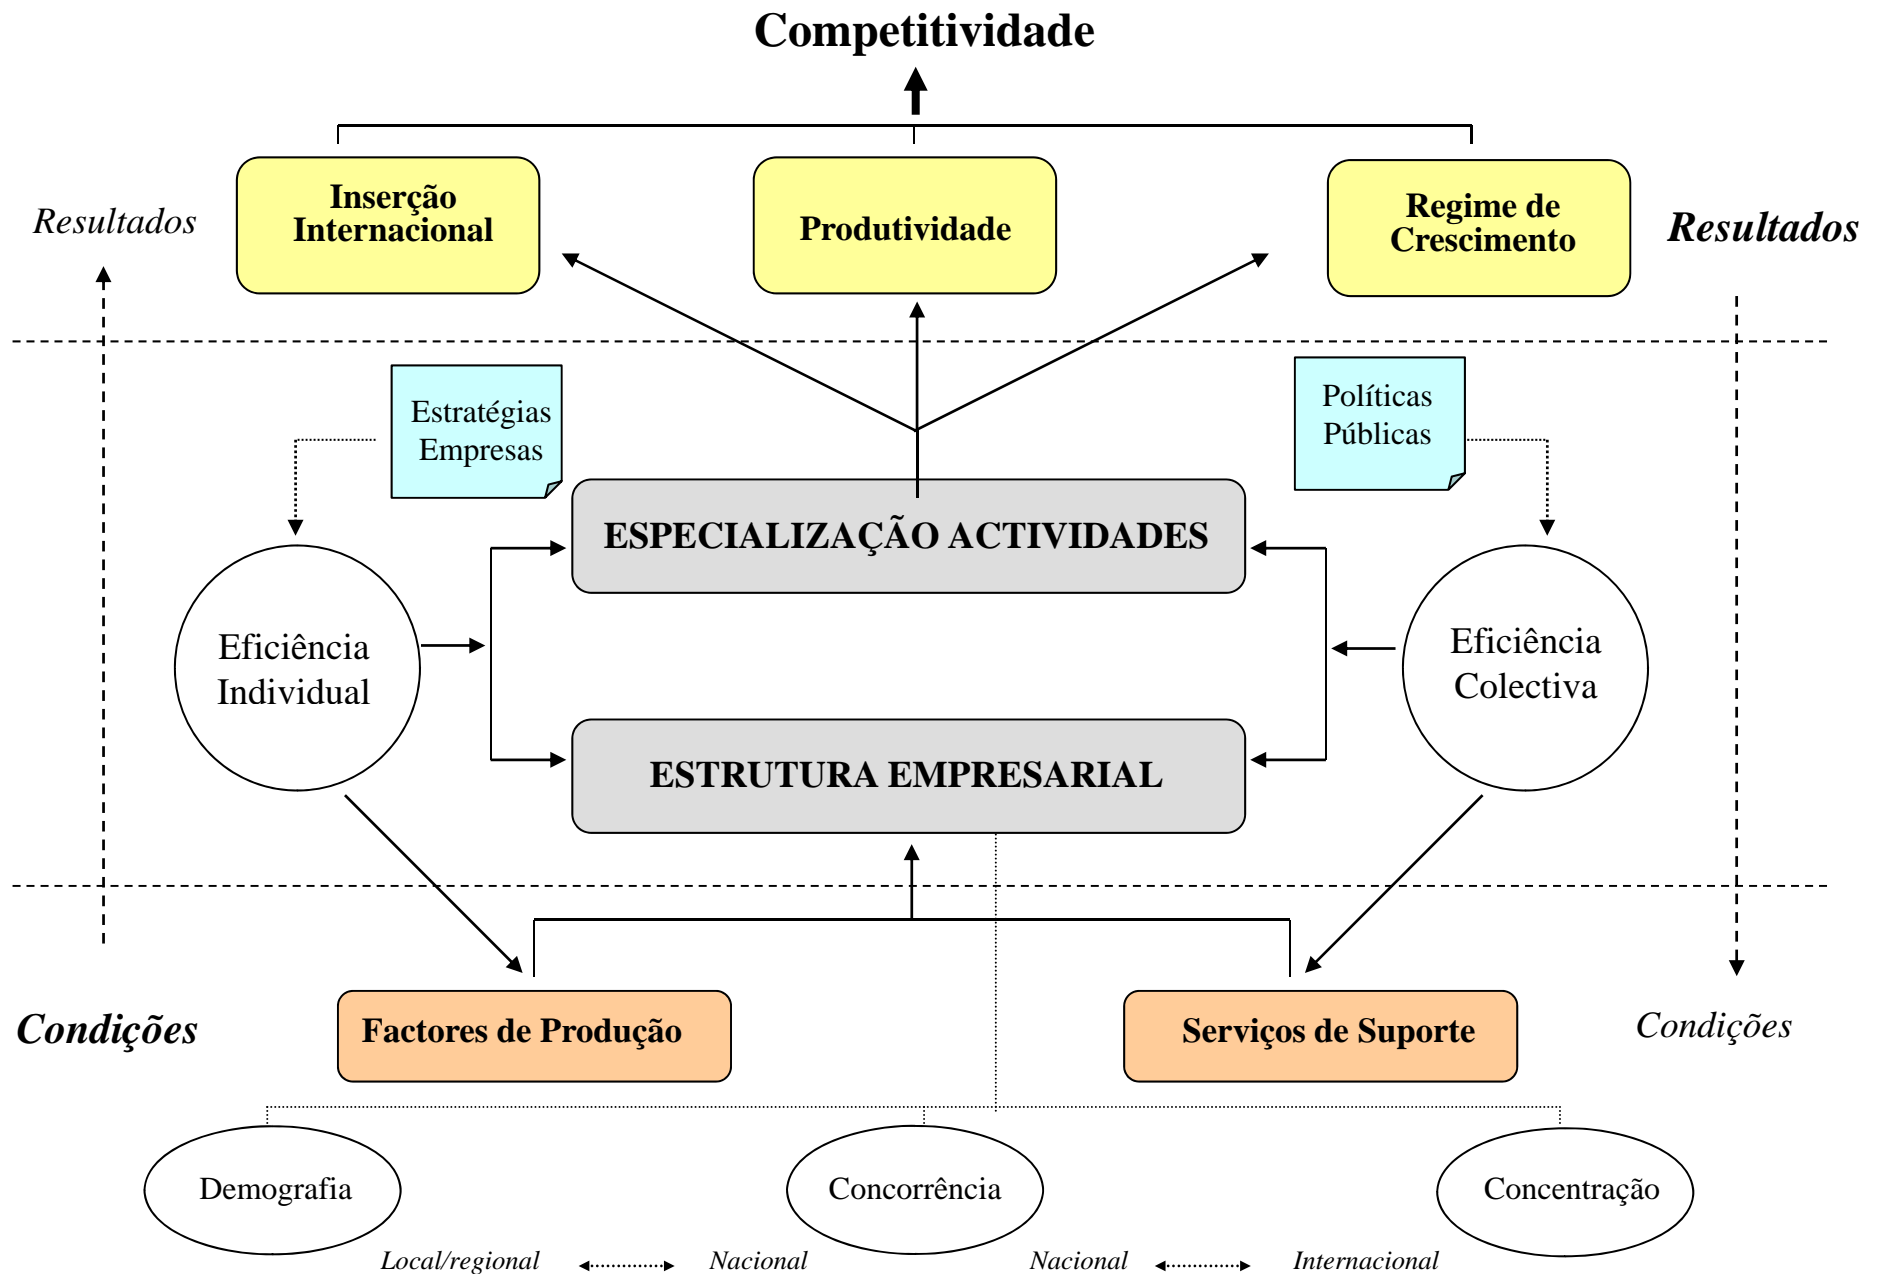 Competitividade
Inserção
Internacional
Produtividade
Regime de
Crescimento
Resultados
Resultados
Estratégias
Empresas
Políticas
Públicas
ESPECIALIZAÇÃO ACTIVIDADES
Eficiência
Individual
Eficiência
Colectiva
ESTRUTURA EMPRESARIAL
Condições
Factores de Produção
Serviços de Suporte
Condições
Demografia
Concorrência
Concentração
Local/regional
Nacional
Nacional
Internacional